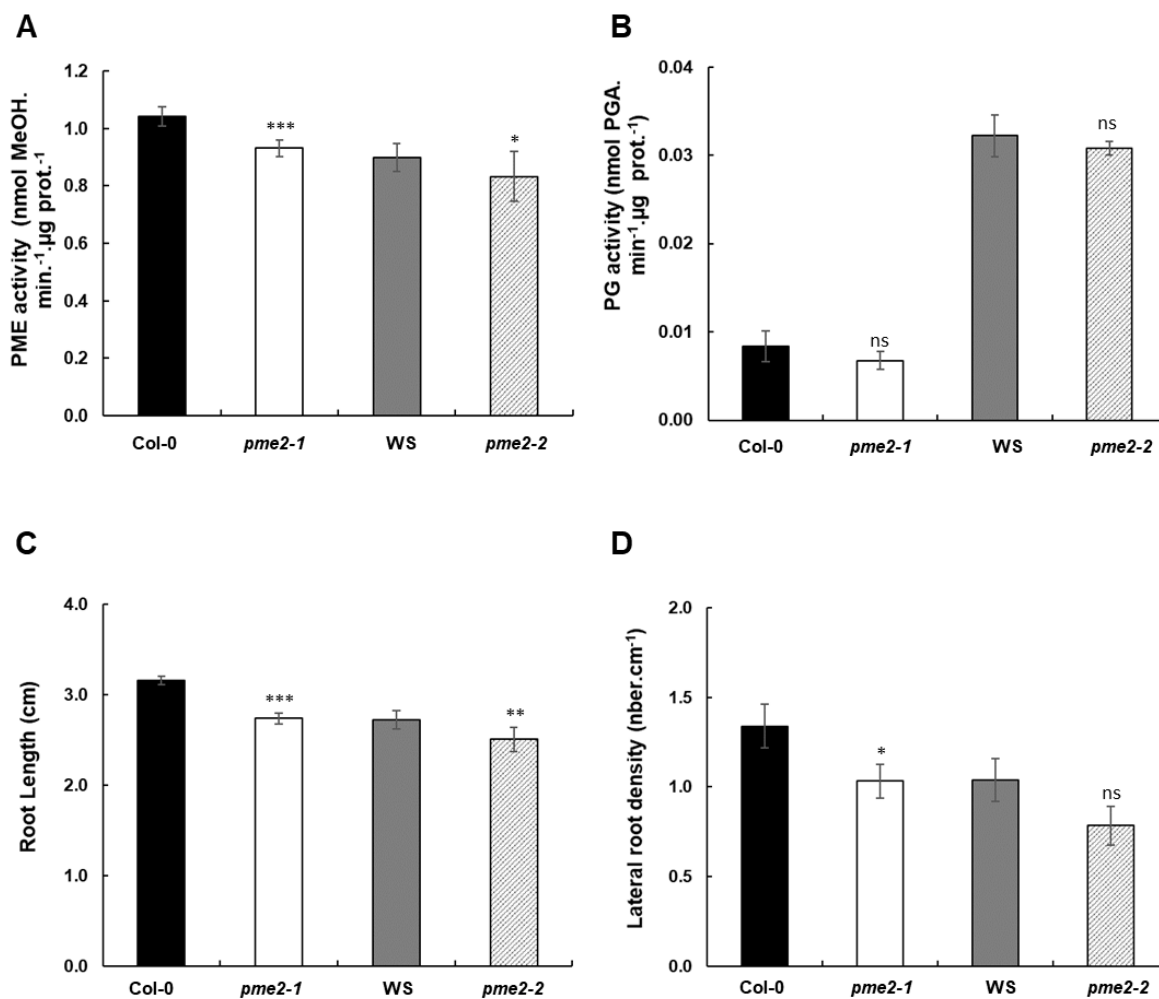 A
PME activity (nmol MeOH.
min.⁻¹.µg prot.⁻¹
1.2
1.0
0.8
0.6
0.4
0.2
0.0
***
*
Col-0
pme2-1
WS
pme2-2
B
PG activity (nmol PGA.
min⁻¹.µg prot.⁻¹)
0.04
0.03
0.02
0.01
0.00
ns
ns
Col-0
pme2-1
WS
pme2-2
C
Root Length (cm)
4.0
3.0
2.0
1.0
0.0
***
**
Col-0
pme2-1
WS
pme2-2
D
Lateral root density (nber.cm⁻¹)
2.0
1.5
1.0
0.5
0.0
*
ns
Col-0
pme2-1
WS
pme2-2